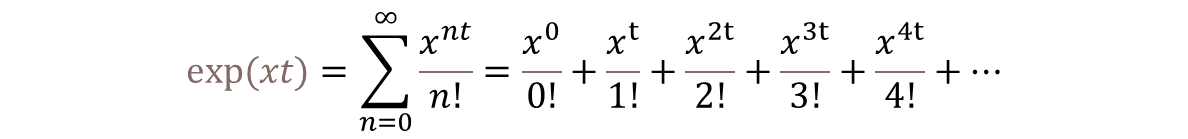 exp(xt) = ∑_{n=0}^{∞} x^{nt}/n! = x^0/0! + x^t/1! + x^{2t}/2! + x^{3t}/3! + x^{4t}/4! + ⋯